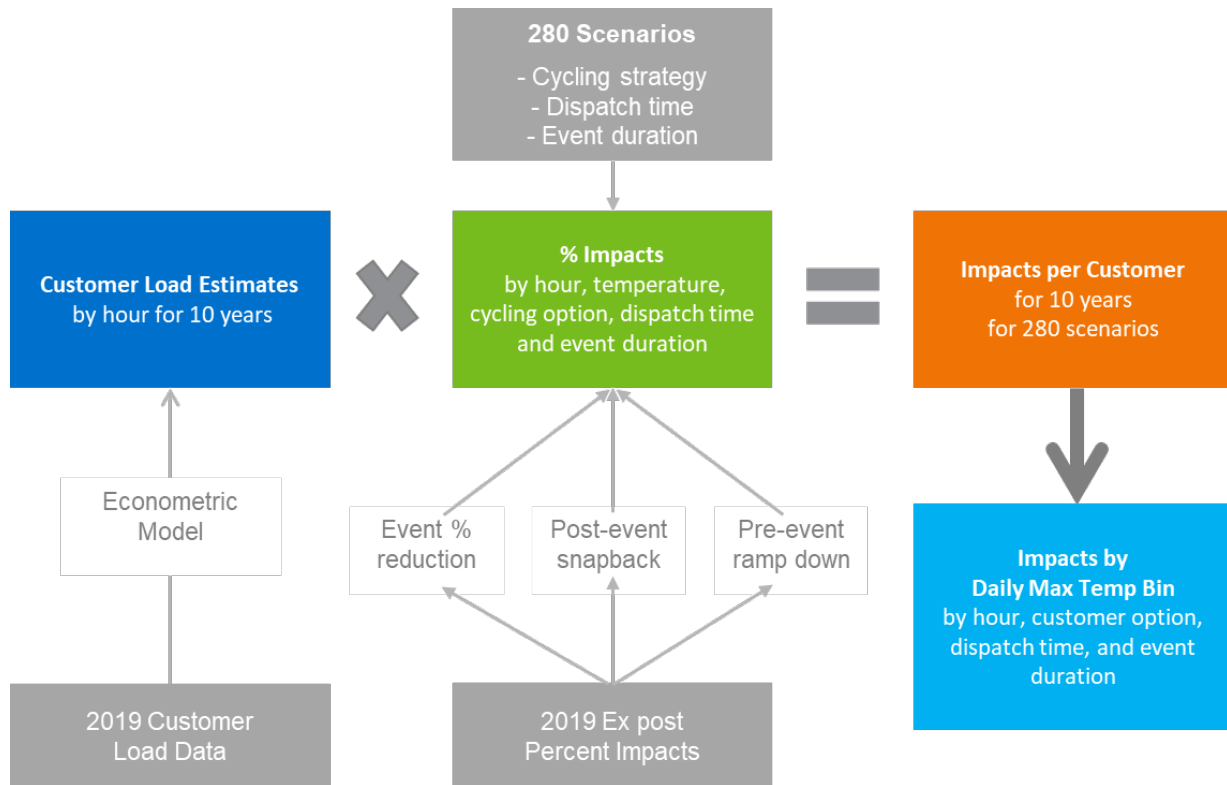 280 Scenarios
- Cycling strategy
- Dispatch time
- Event duration
Customer Load Estimates
by hour for 10 years
% Impacts
by hour, temperature,
cycling option, dispatch time
and event duration
Impacts per Customer
for 10 years
for 280 scenarios
Econometric
Model
Event %
reduction
Post-event
snapback
Pre-event
ramp down
Impacts by
Daily Max Temp Bin
by hour, customer option,
dispatch time, and event
duration
2019 Customer
Load Data
2019 Ex post
Percent Impacts